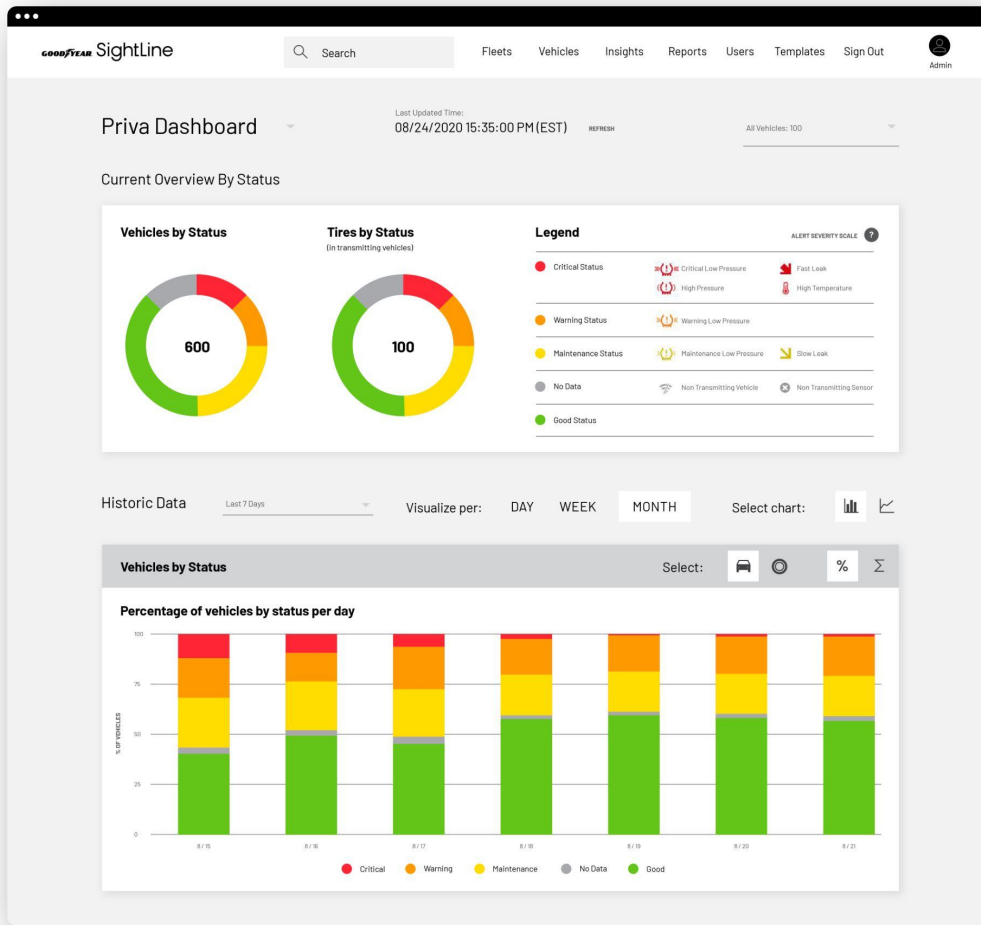 GOODYEAR SightLine
Search
Fleets
Vehicles
Insights
Reports
Users
Templates
Sign Out
Admin
Priva Dashboard
Last Updated Time:
08/24/2020 15:35:00 PM (EST)
REFRESH
All Vehicles: 100
Current Overview By Status
Vehicles by Status
600
Tires by Status
(in transmitting vehicles)
100
Legend
ALERT SEVERITY SCALE ?
Critical Status
Critical Low Pressure
Fast Leak
High Pressure
High Temperature
Warning Status
Warning Low Pressure
Maintenance Status
Maintenance Low Pressure
Slow Leak
No Data
Non Transmitting Vehicle
Non Transmitting Sensor
Good Status
Historic Data
Last 7 Days
Visualize per:
DAY
WEEK
MONTH
Select chart:
Vehicles by Status
Select:
%
Σ
Percentage of vehicles by status per day
% OF VEHICLES
100
75
50
25
0
8 / 15
8 / 16
8 / 17
8 / 18
8 / 19
8 / 20
8 / 21
Critical
Warning
Maintenance
No Data
Good